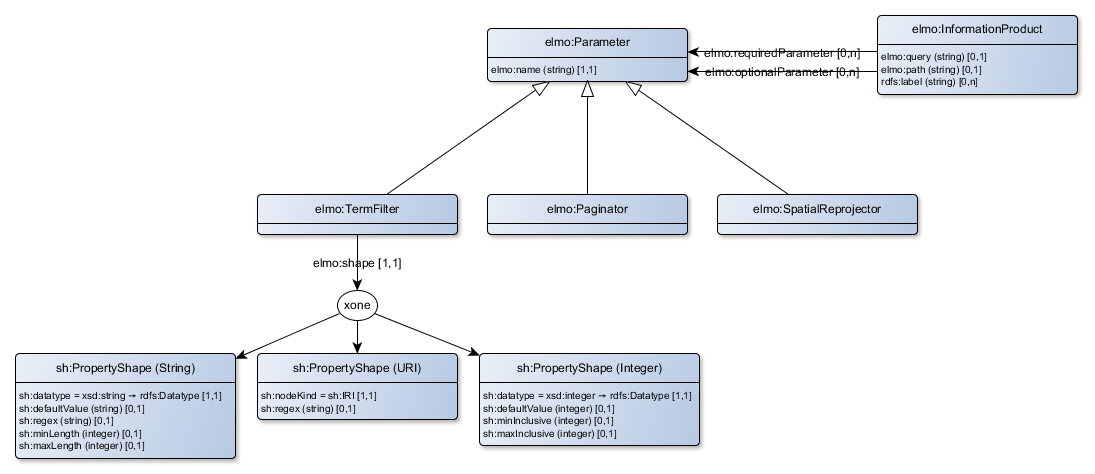 elmo:Parameter
elmo:name (string) [1,1]
elmo:requiredParameter [0,n]
elmo:optionalParameter [0,n]
elmo:InformationProduct
elmo:query (string) [0,1]
elmo:path (string) [0,1]
rdfs:label (string) [0,n]
elmo:TermFilter
elmo:Paginator
elmo:SpatialReprojector
elmo:shape [1,1]
xone
sh:PropertyShape (String)
sh:datatype = xsd:string → rdfs:Datatype [1,1]
sh:defaultValue (string) [0,1]
sh:regex (string) [0,1]
sh:minLength (integer) [0,1]
sh:maxLength (integer) [0,1]
sh:PropertyShape (URI)
sh:nodeKind = sh:IRI [1,1]
sh:regex (string) [0,1]
sh:PropertyShape (Integer)
sh:datatype = xsd:integer → rdfs:Datatype [1,1]
sh:defaultValue (integer) [0,1]
sh:minInclusive (integer) [0,1]
sh:maxInclusive (integer) [0,1]